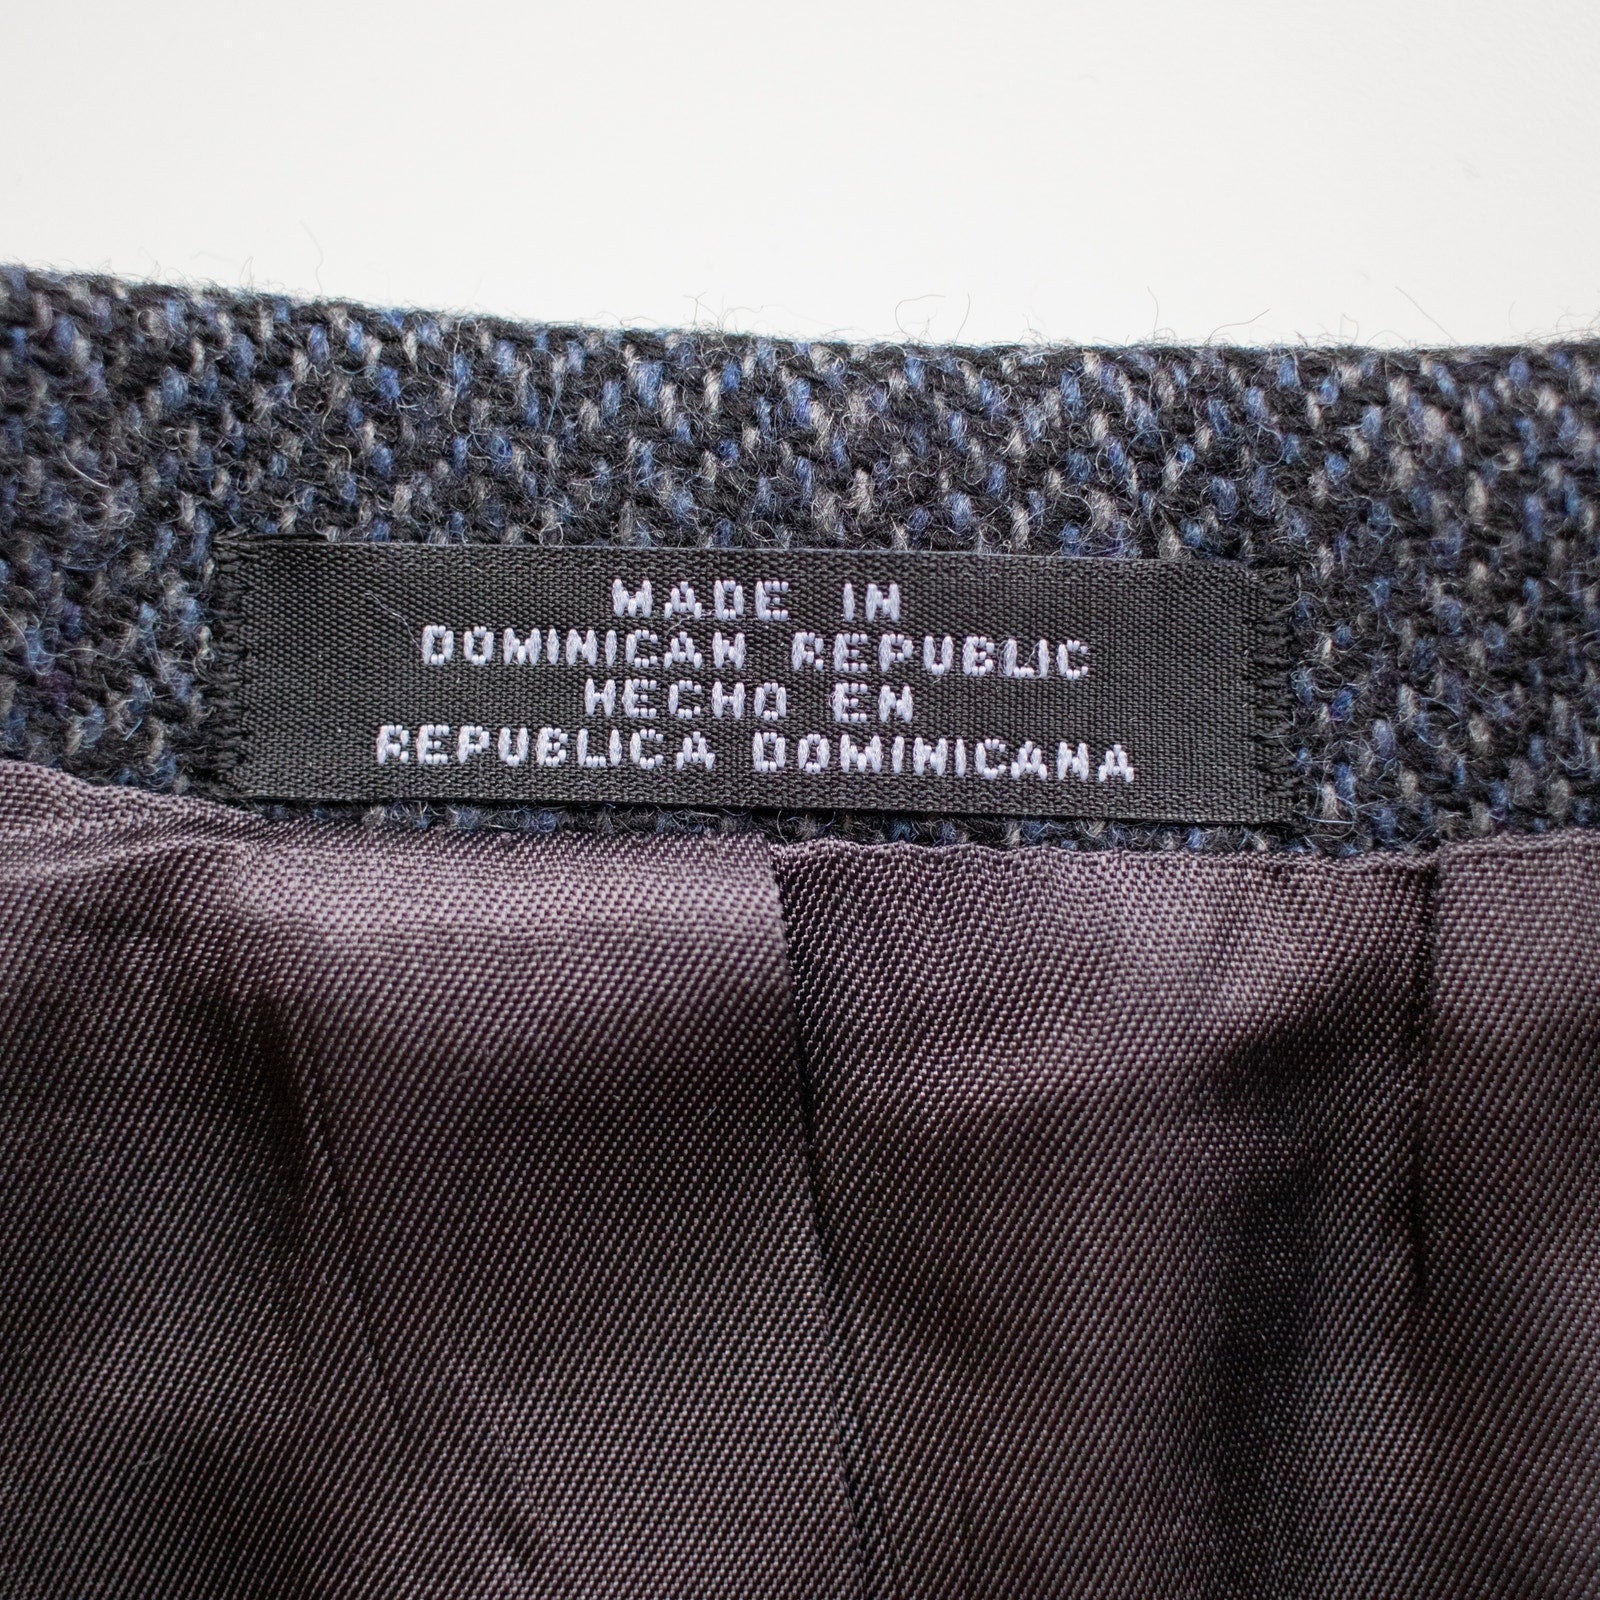 MADE IN
DOMINICAN REPUBLIC
HECHO EN
REPUBLICA DOMINICANA